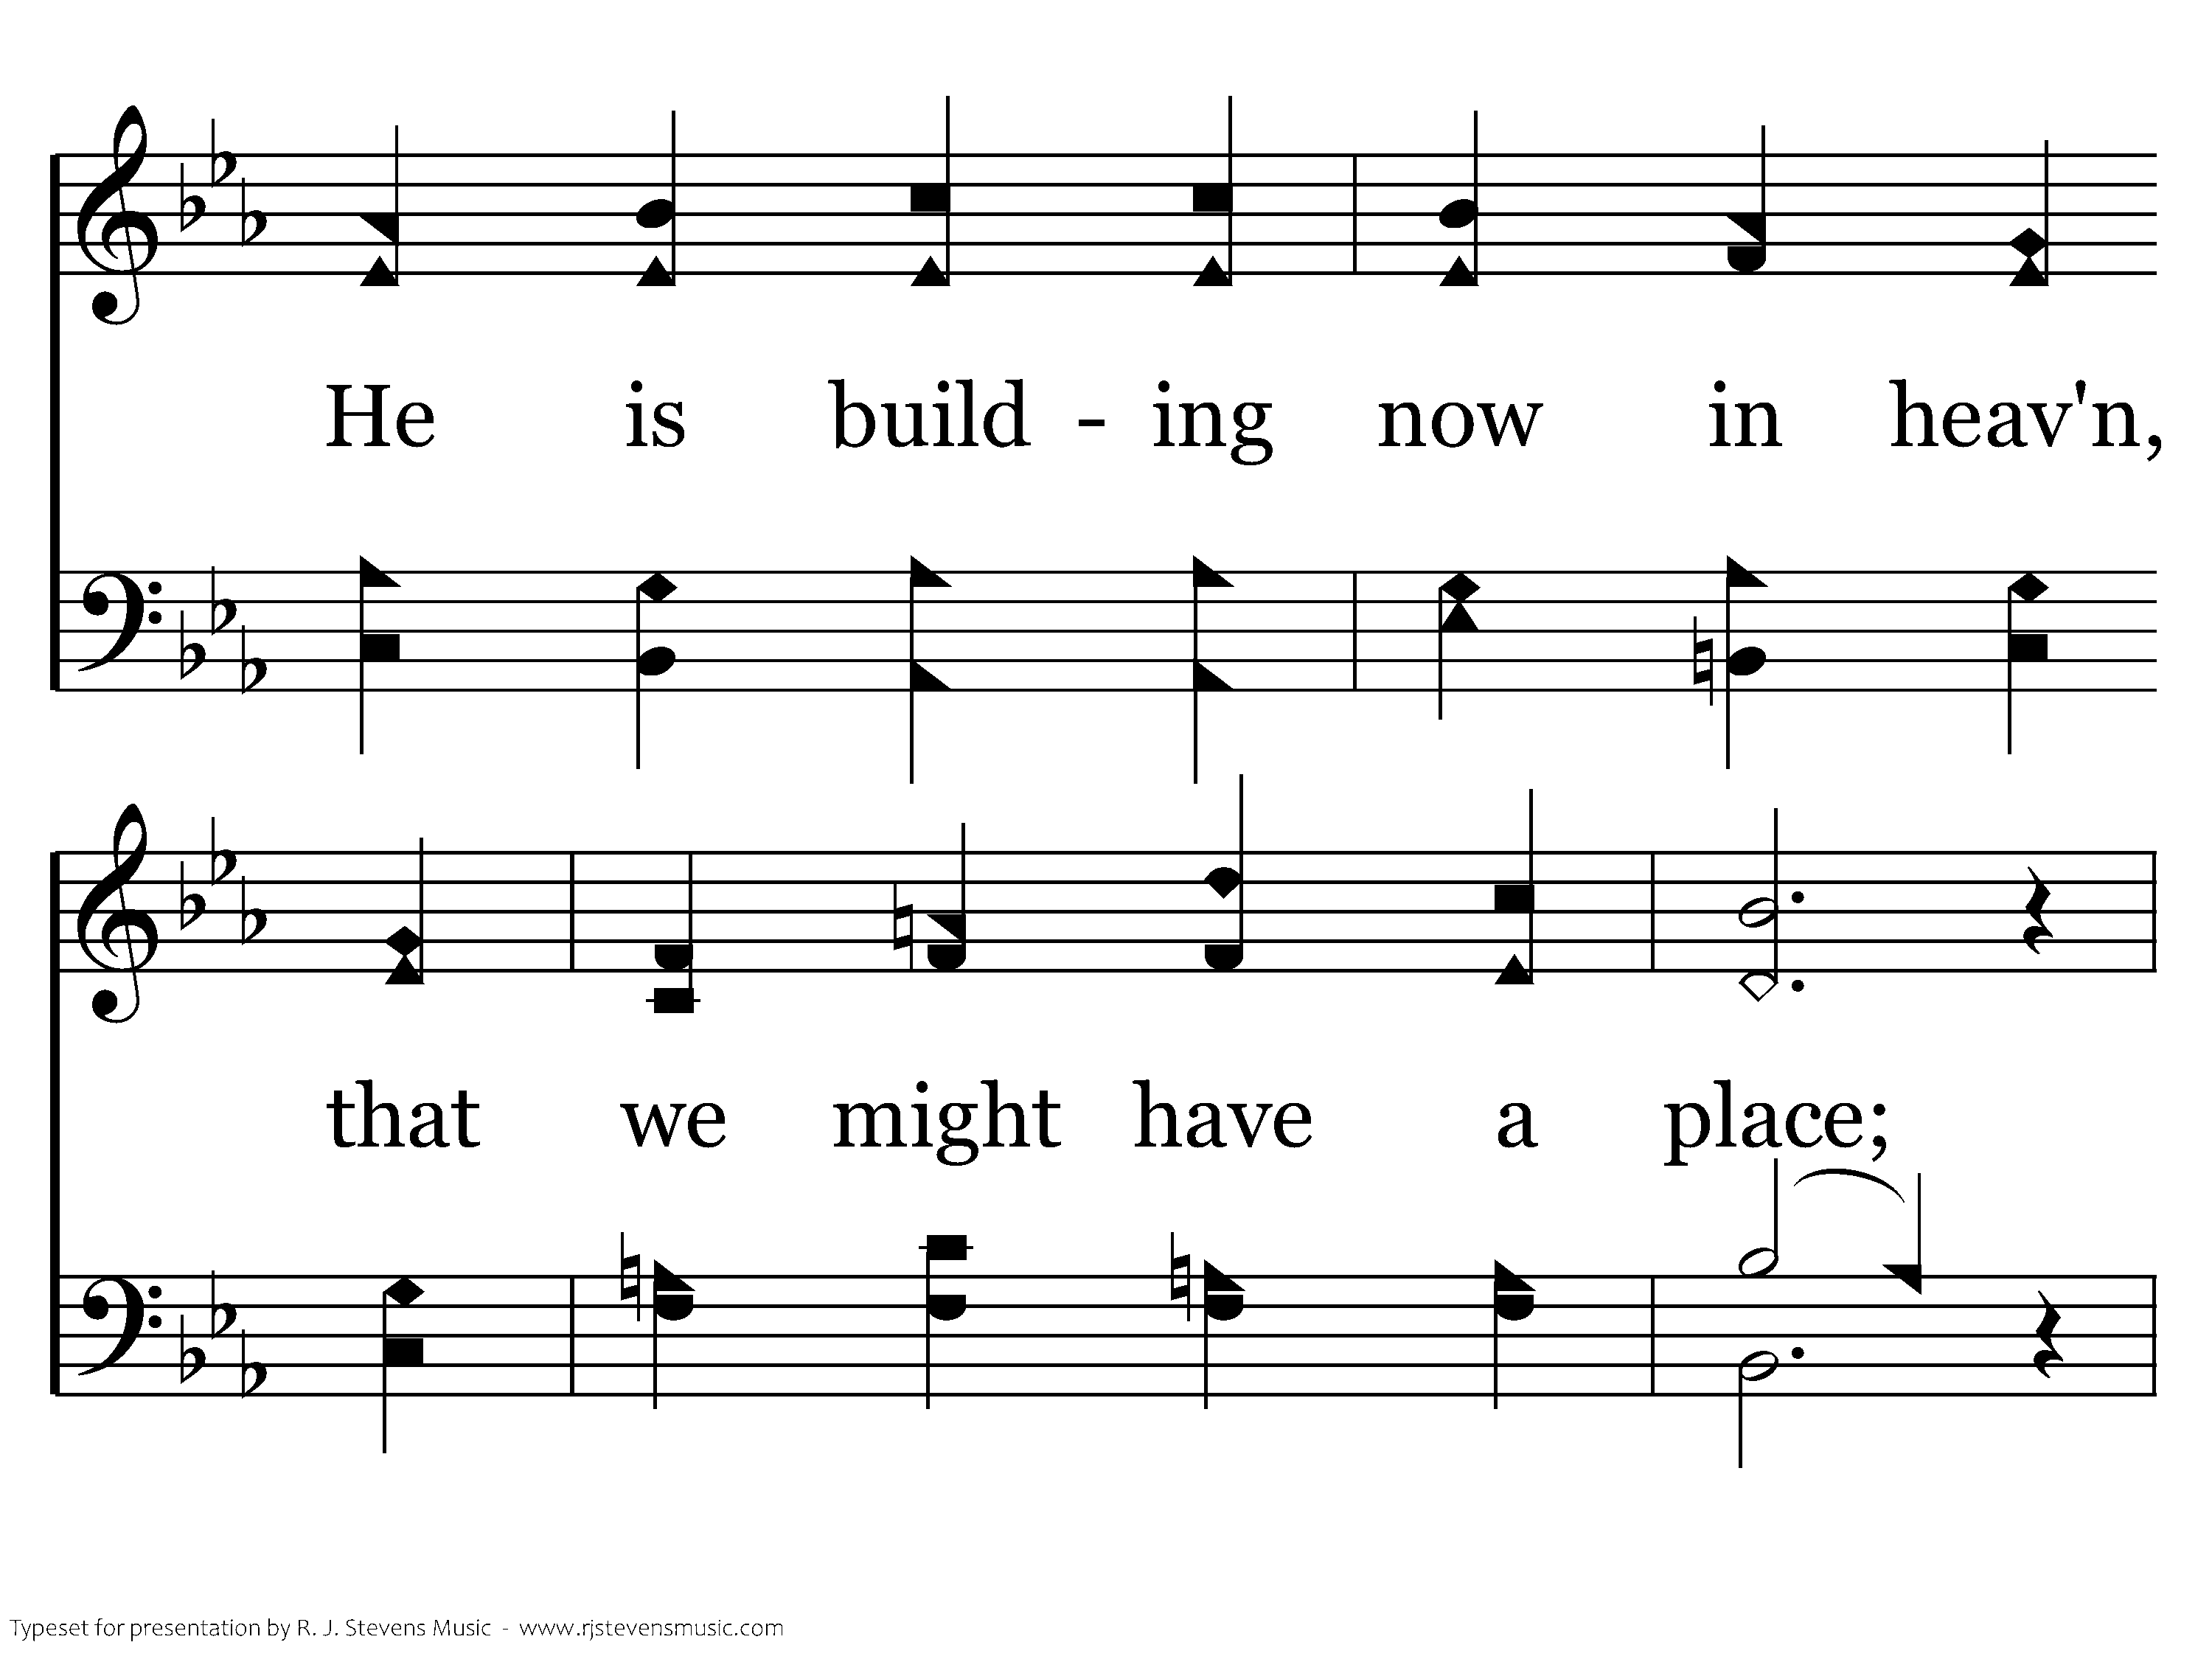 He is build - ing now in heav'n,
that we might have a place;
Typeset for presentation by R. J. Stevens Music - www.rjstevensmusic.com